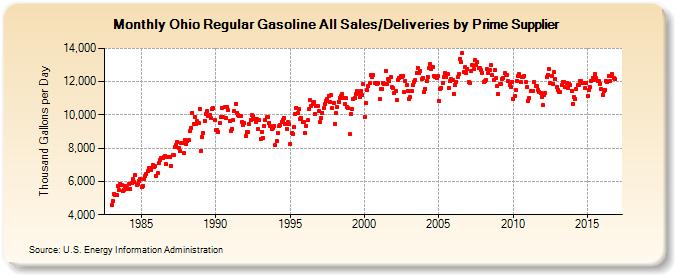 Monthly Ohio Regular Gasoline All Sales/Deliveries by Prime Supplier
Thousand Gallons per Day
14,000
12,000
10,000
8,000
6,000
4,000
1985 1990 1995 2000 2005 2010 2015
Source: U.S. Energy Information Administration